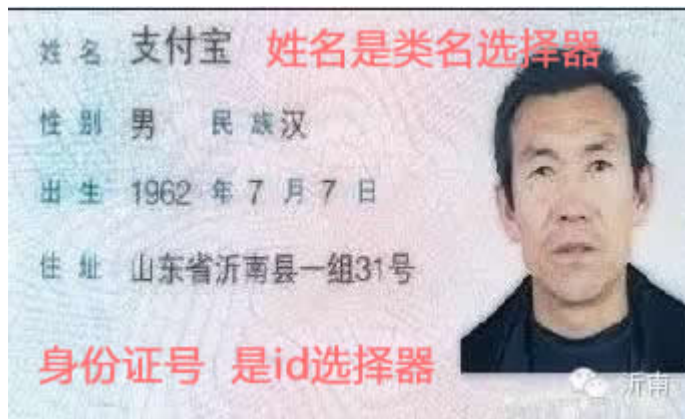 姓名 支付宝 姓名是类名选择器
性别 男 民族 汉
出生 1962 年 7 月 7 日
住址 山东省沂南县一组31号
身份证号 是id选择器
沂南